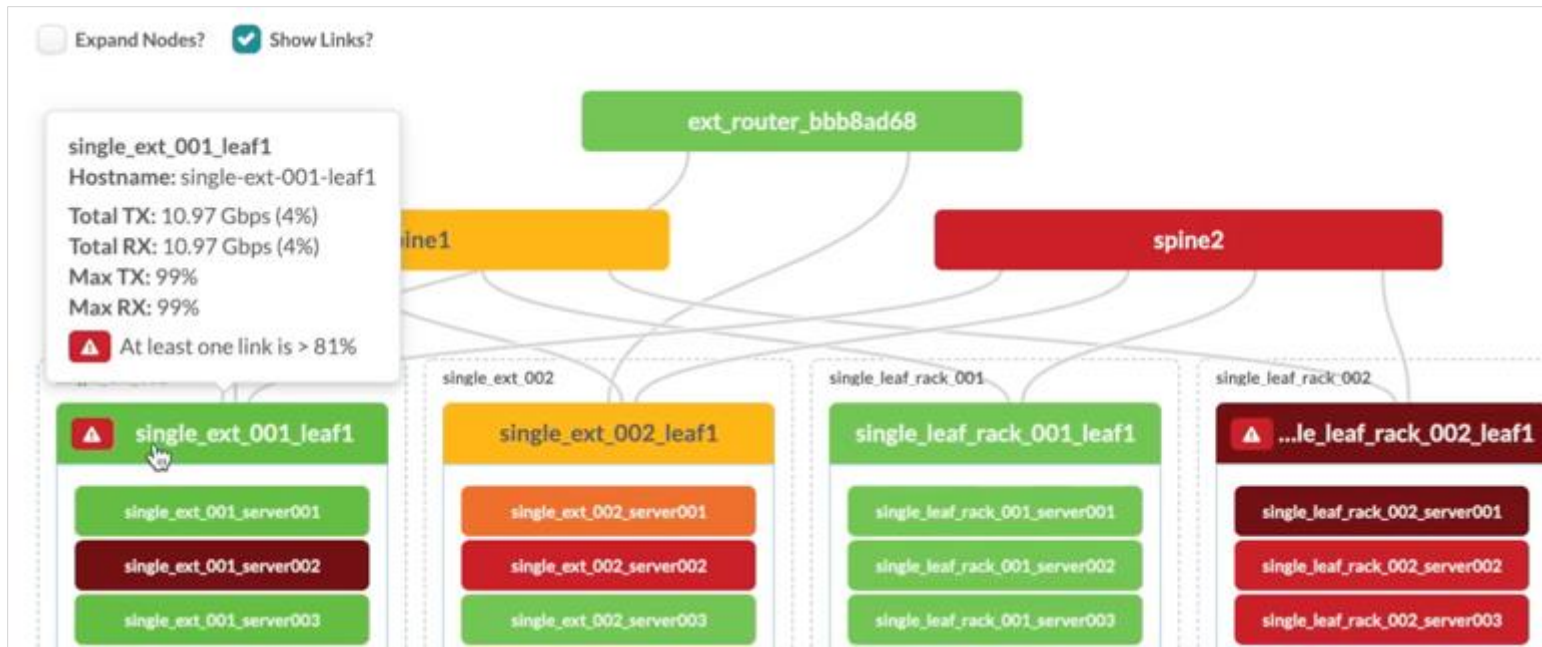 Expand Nodes? Show Links?
ext_router_bbb8ad68
single_ext_001_leaf1
Hostname: single-ext-001-leaf1
Total TX: 10.97 Gbps (4%)
Total RX: 10.97 Gbps (4%)
Max TX: 99%
Max RX: 99%
At least one link is > 81%
ine1
spine2
single_ext_002
single_leaf_rack_001
single_leaf_rack_002
single_ext_001_leaf1
single_ext_002_leaf1
single_leaf_rack_001_leaf1
...le_leaf_rack_002_leaf1
single_ext_001_server001
single_ext_002_server001
single_leaf_rack_001_server001
single_leaf_rack_002_server001
single_ext_001_server002
single_ext_002_server002
single_leaf_rack_001_server002
single_leaf_rack_002_server002
single_ext_001_server003
single_ext_002_server003
single_leaf_rack_001_server003
single_leaf_rack_002_server003